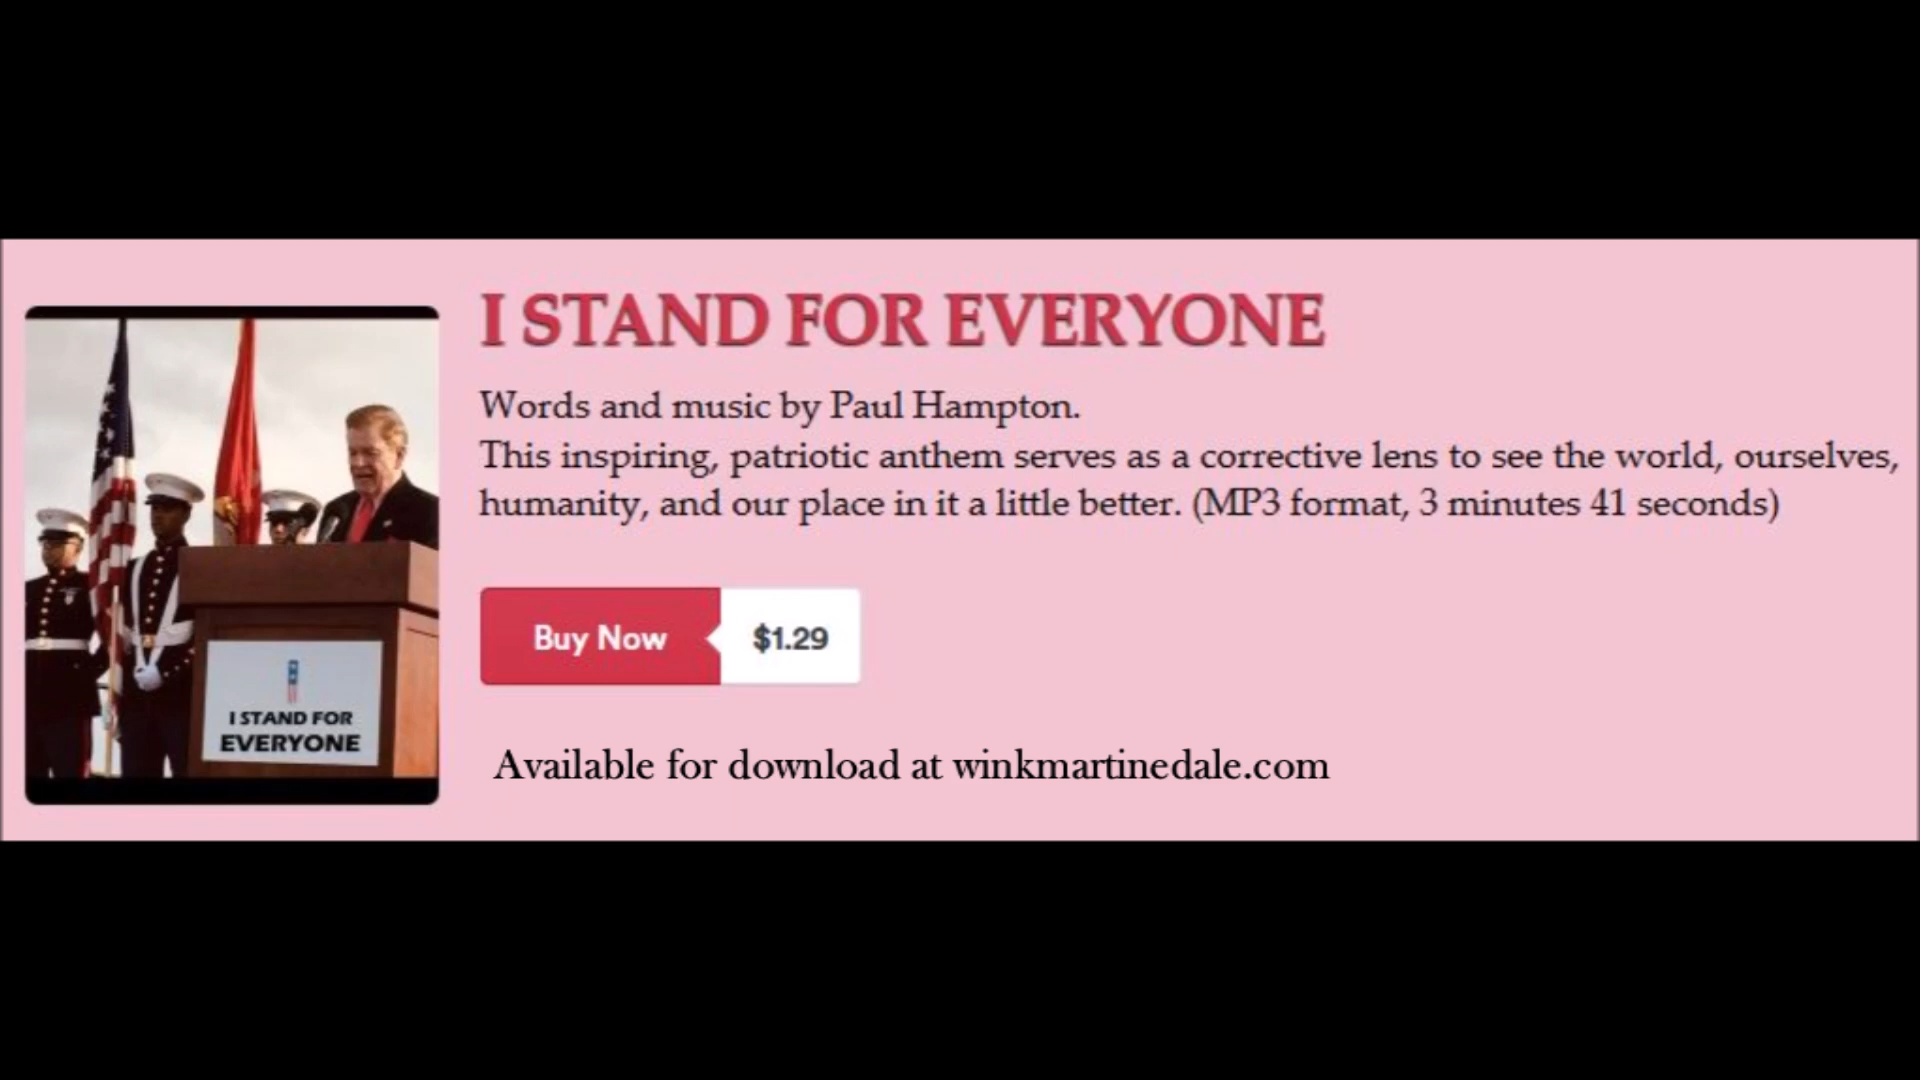 I STAND FOR EVERYONE
Words and music by Paul Hampton.
This inspiring, patriotic anthem serves as a corrective lens to see the world, ourselves,
humanity, and our place in it a little better. (MP3 format, 3 minutes 41 seconds)
Buy Now $1.29
I STAND FOR
EVERYONE
Available for download at winkmartinedale.com